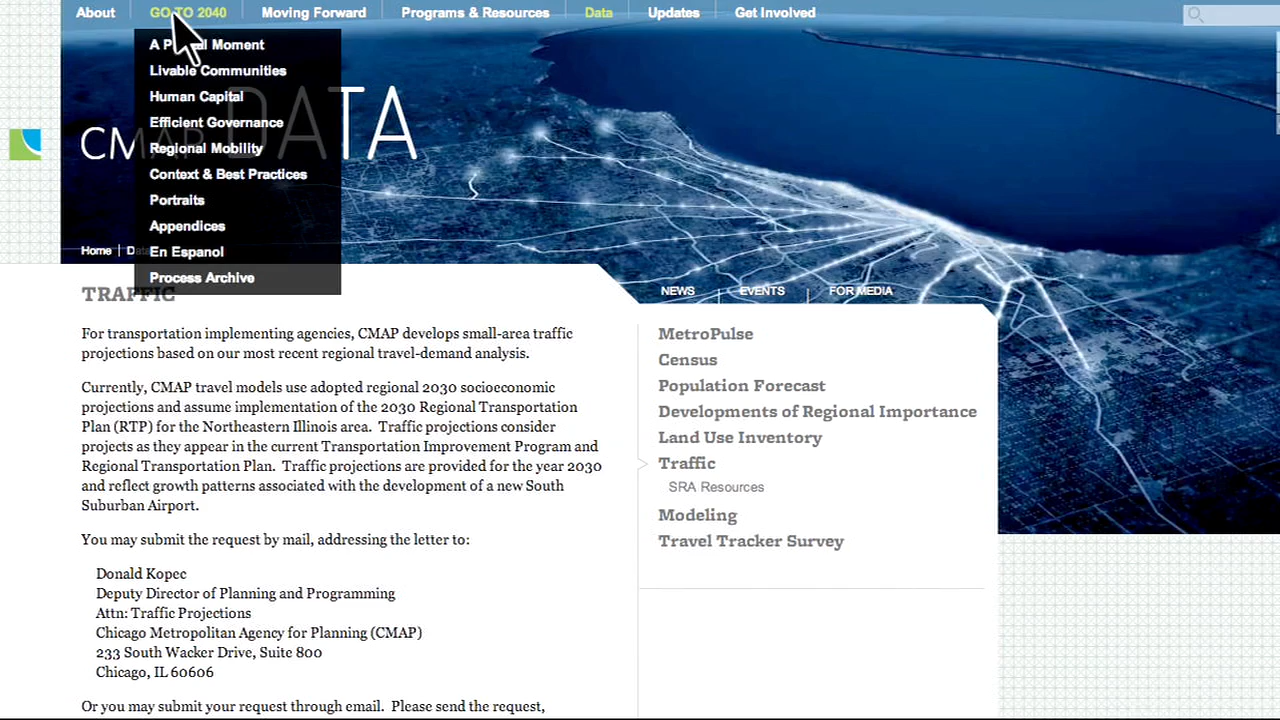 About
GO TO 2040
Moving Forward
Programs & Resources
Data
Updates
Get Involved
A Moment
Livable Communities
Human Capital
Efficient Governance
Regional Mobility
Context & Best Practices
Portraits
Appendices
En Espanol
Process Archive
CMAP DATA
Home
NEWS
EVENTS
FOR MEDIA
TRAFFIC
For transportation implementing agencies, CMAP develops small-area traffic
projections based on our most recent regional travel-demand analysis.
Currently, CMAP travel models use adopted regional 2030 socioeconomic
projections and assume implementation of the 2030 Regional Transportation
Plan (RTP) for the Northeastern Illinois area. Traffic projections consider
projects as they appear in the current Transportation Improvement Program and
Regional Transportation Plan. Traffic projections are provided for the year 2030
and reflect growth patterns associated with the development of a new South
Suburban Airport.
You may submit the request by mail, addressing the letter to:
Donald Kopec
Deputy Director of Planning and Programming
Attn: Traffic Projections
Chicago Metropolitan Agency for Planning (CMAP)
233 South Wacker Drive, Suite 800
Chicago, IL 60606
Or you may submit your request through email. Please send the request,
MetroPulse
Census
Population Forecast
Developments of Regional Importance
Land Use Inventory
Traffic
SRA Resources
Modeling
Travel Tracker Survey